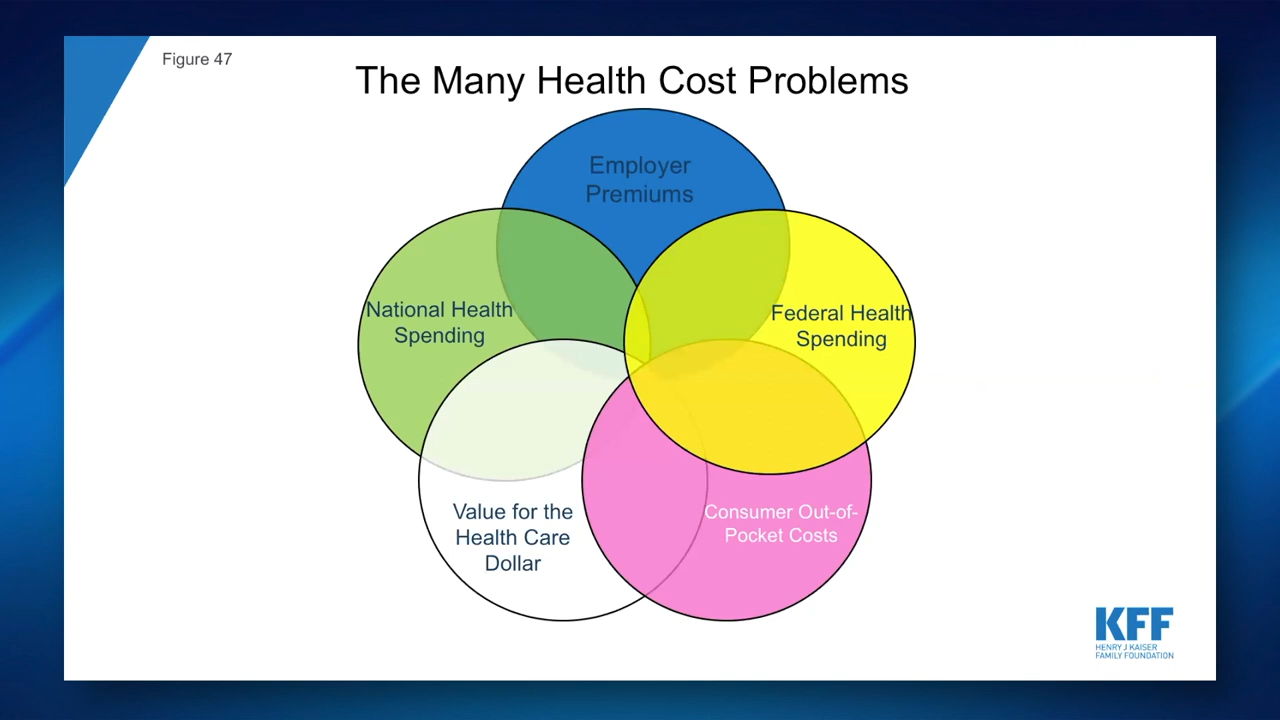 Figure 47
The Many Health Cost Problems
Employer
Premiums
National Health
Spending
Federal Health
Spending
Value for the
Health Care
Dollar
Consumer Out-of-
Pocket Costs
KFF
HENRY J KAISER
FAMILY FOUNDATION